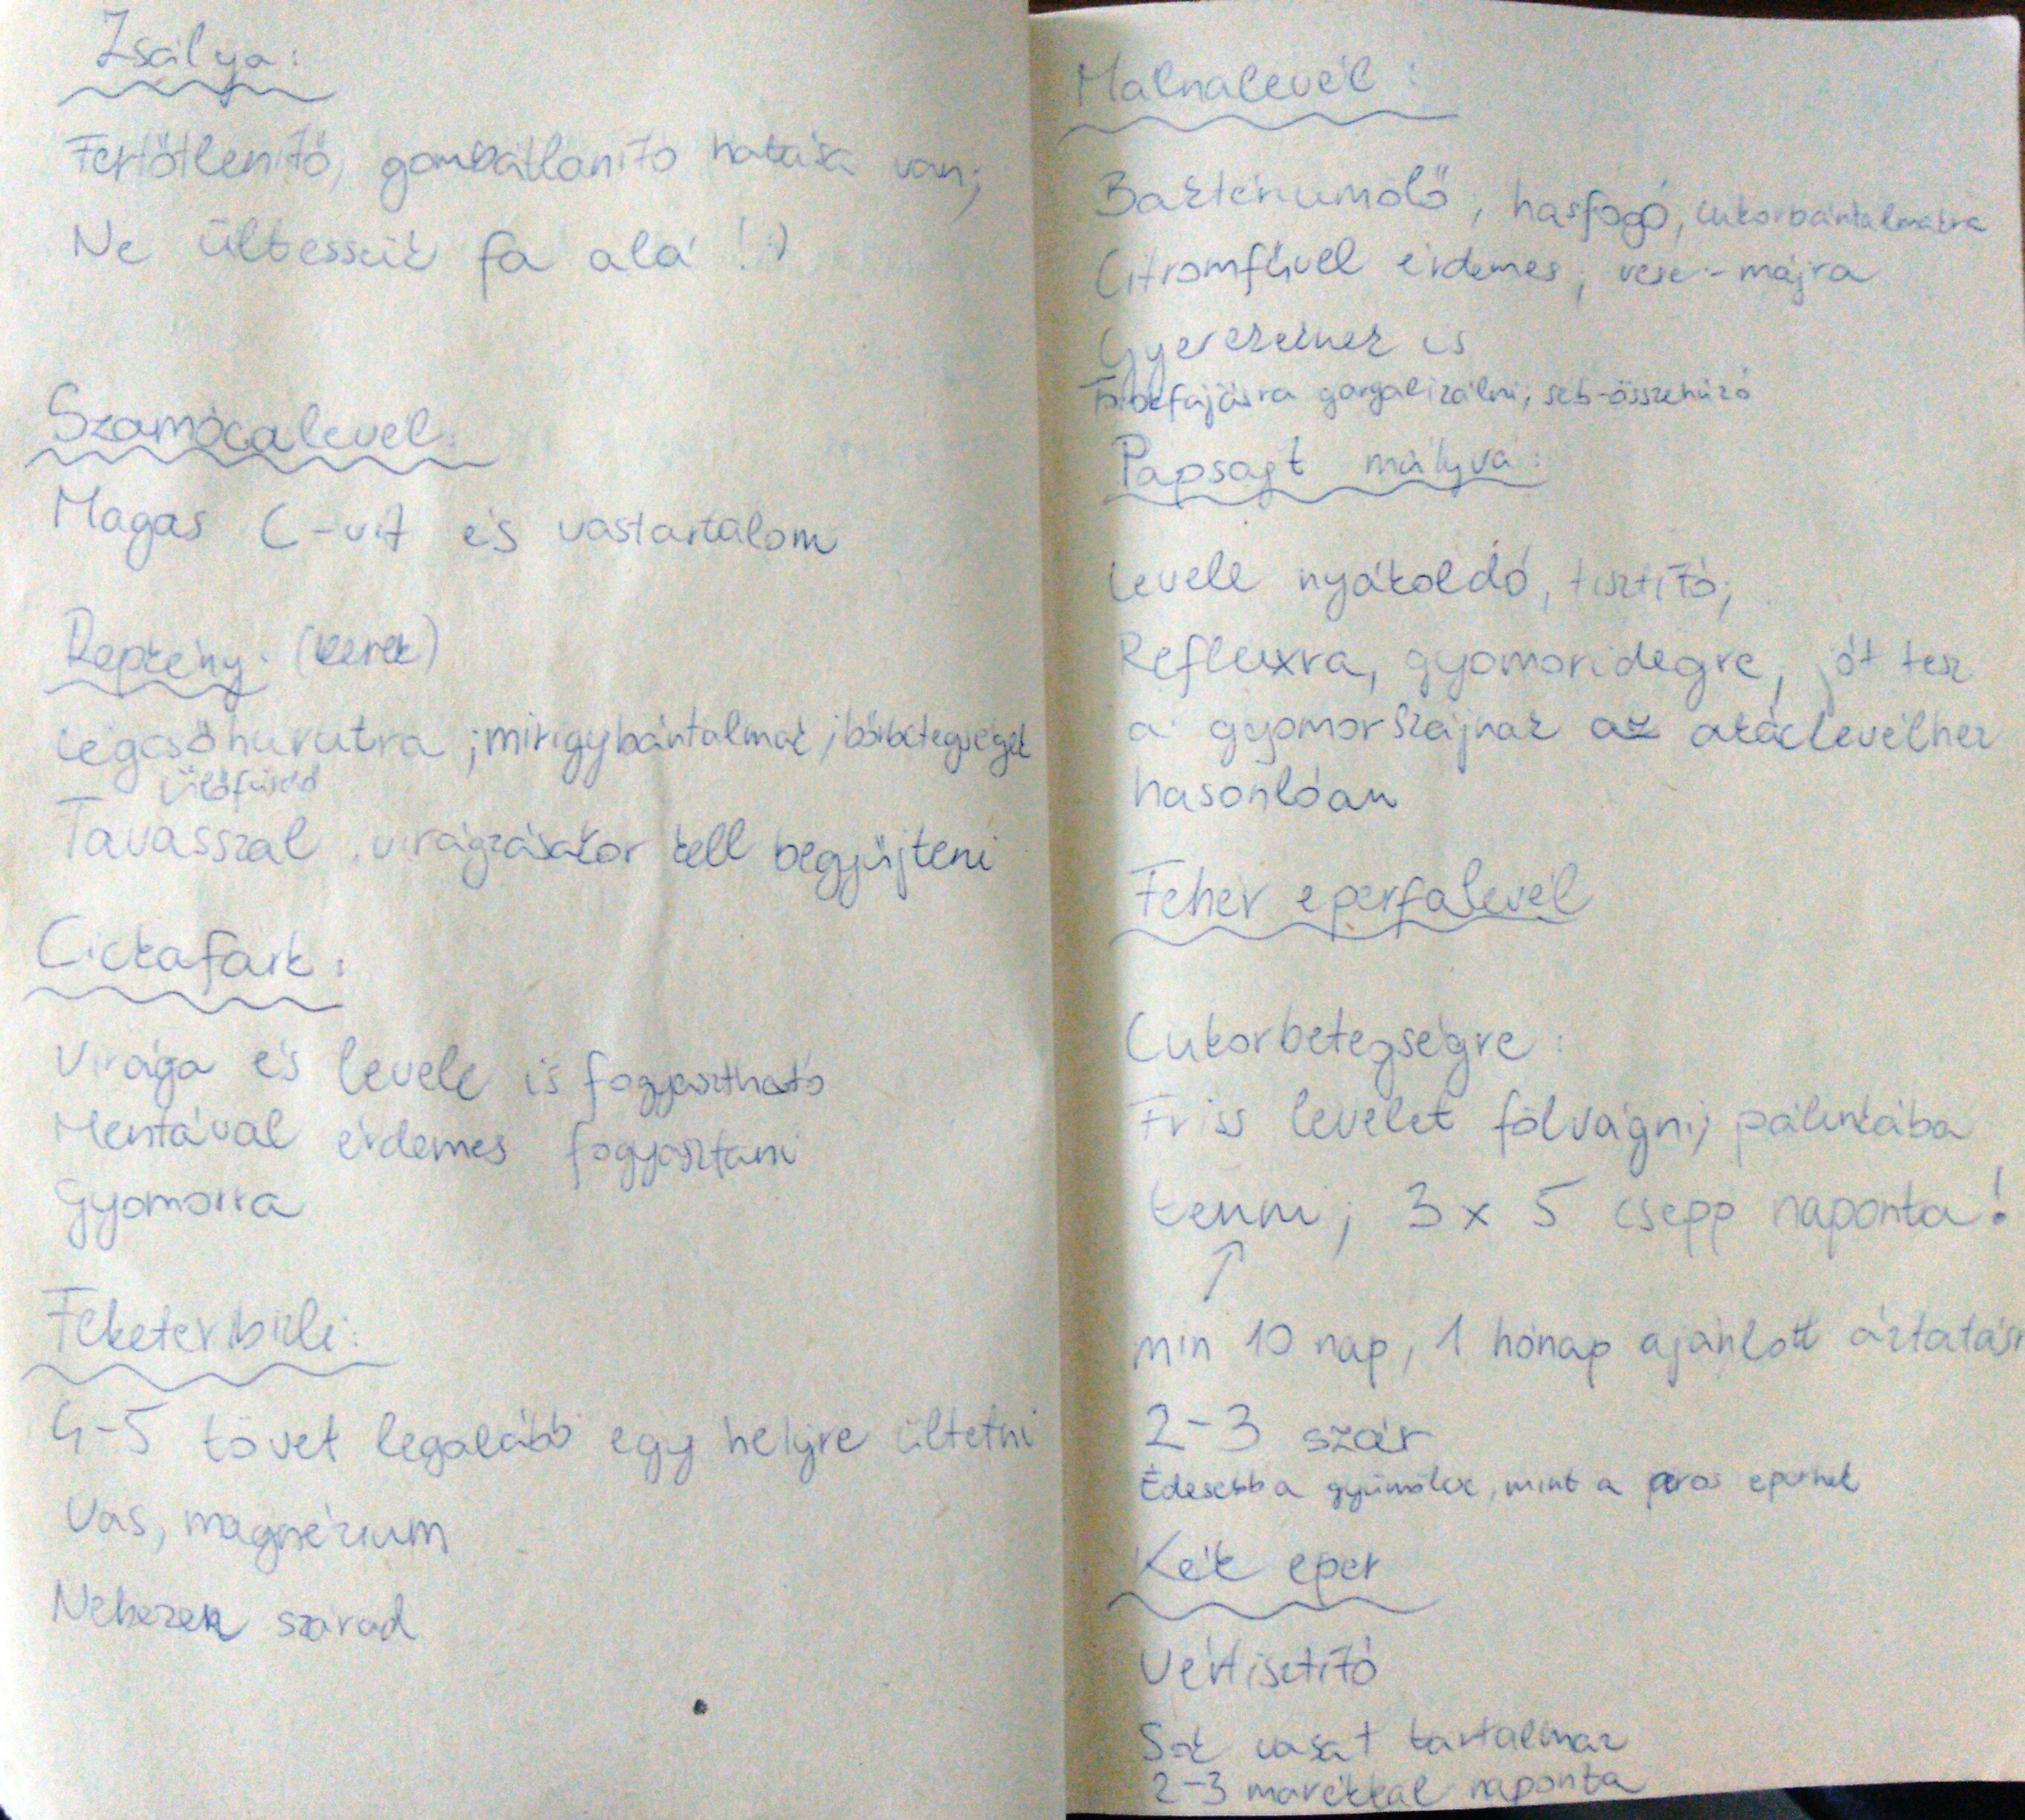 Zsálya:
Fertőtlenítő, gombátlanító hatása van;
Ne ültessük fa alá! :)
Szamócalevél:
Magas C-vit és vastartalom
Repkény: (kerek)
Légcsőhurutra; mirigybántalmak; bőrbetegségek
Ülőfürdő
Tavasszal, virágzásakor kell begyűjteni
Cickafark:
Virága és levele is fogyasztható
Mentával érdemes fogyasztani
Gyomorra
Feketeribizli:
4-5 tövet legalább egy helyre ültetni
Vas, magnézium
Nehezen szárad
Málnalevél:
Baktériumölő; hasfogó, cukorbántalmakra
Citromfűvel érdemes; vese-májra
Gyerekeknek is
Torokfájásra gargalizálni; seb-összehúzó
Papsajt mályva:
Levele nyákoldó, tisztító;
Refluxra, gyomoridegre, jót tesz
a gyomorszájnak az akáclevélhez
hasonlóan
Fehér eperfalevél
Cukorbetegségre:
Friss levelet fölvágni; pálinkába
tenni; 3 x 5 csepp naponta!
↑
min 10 nap, 1 hónap ajánlott áztatási
2-3 szár
Édesebb a gyümölcse, mint a piros epernek
Kék eper
Vértisztító
Sok vasat tartalmaz
2-3 marékkal naponta